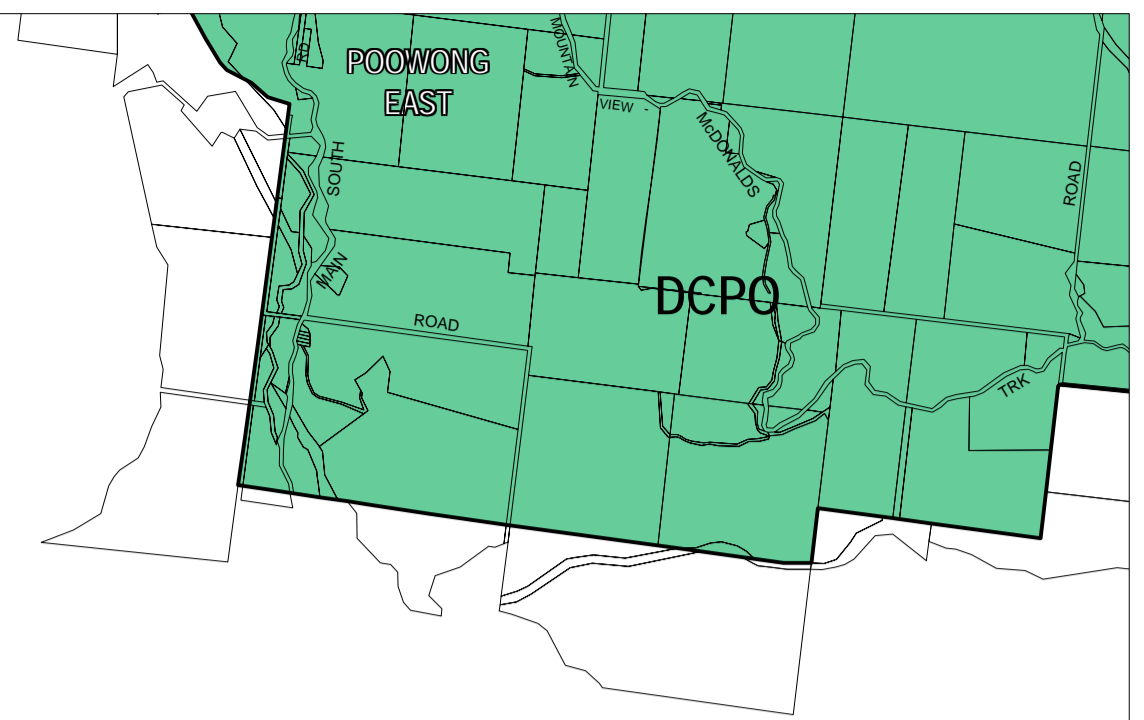 RD
MOUNTAIN
POOWONG
EAST
VIEW
McDONALDS
SOUTH
ROAD
MAIN
DCPO
ROAD
TRK